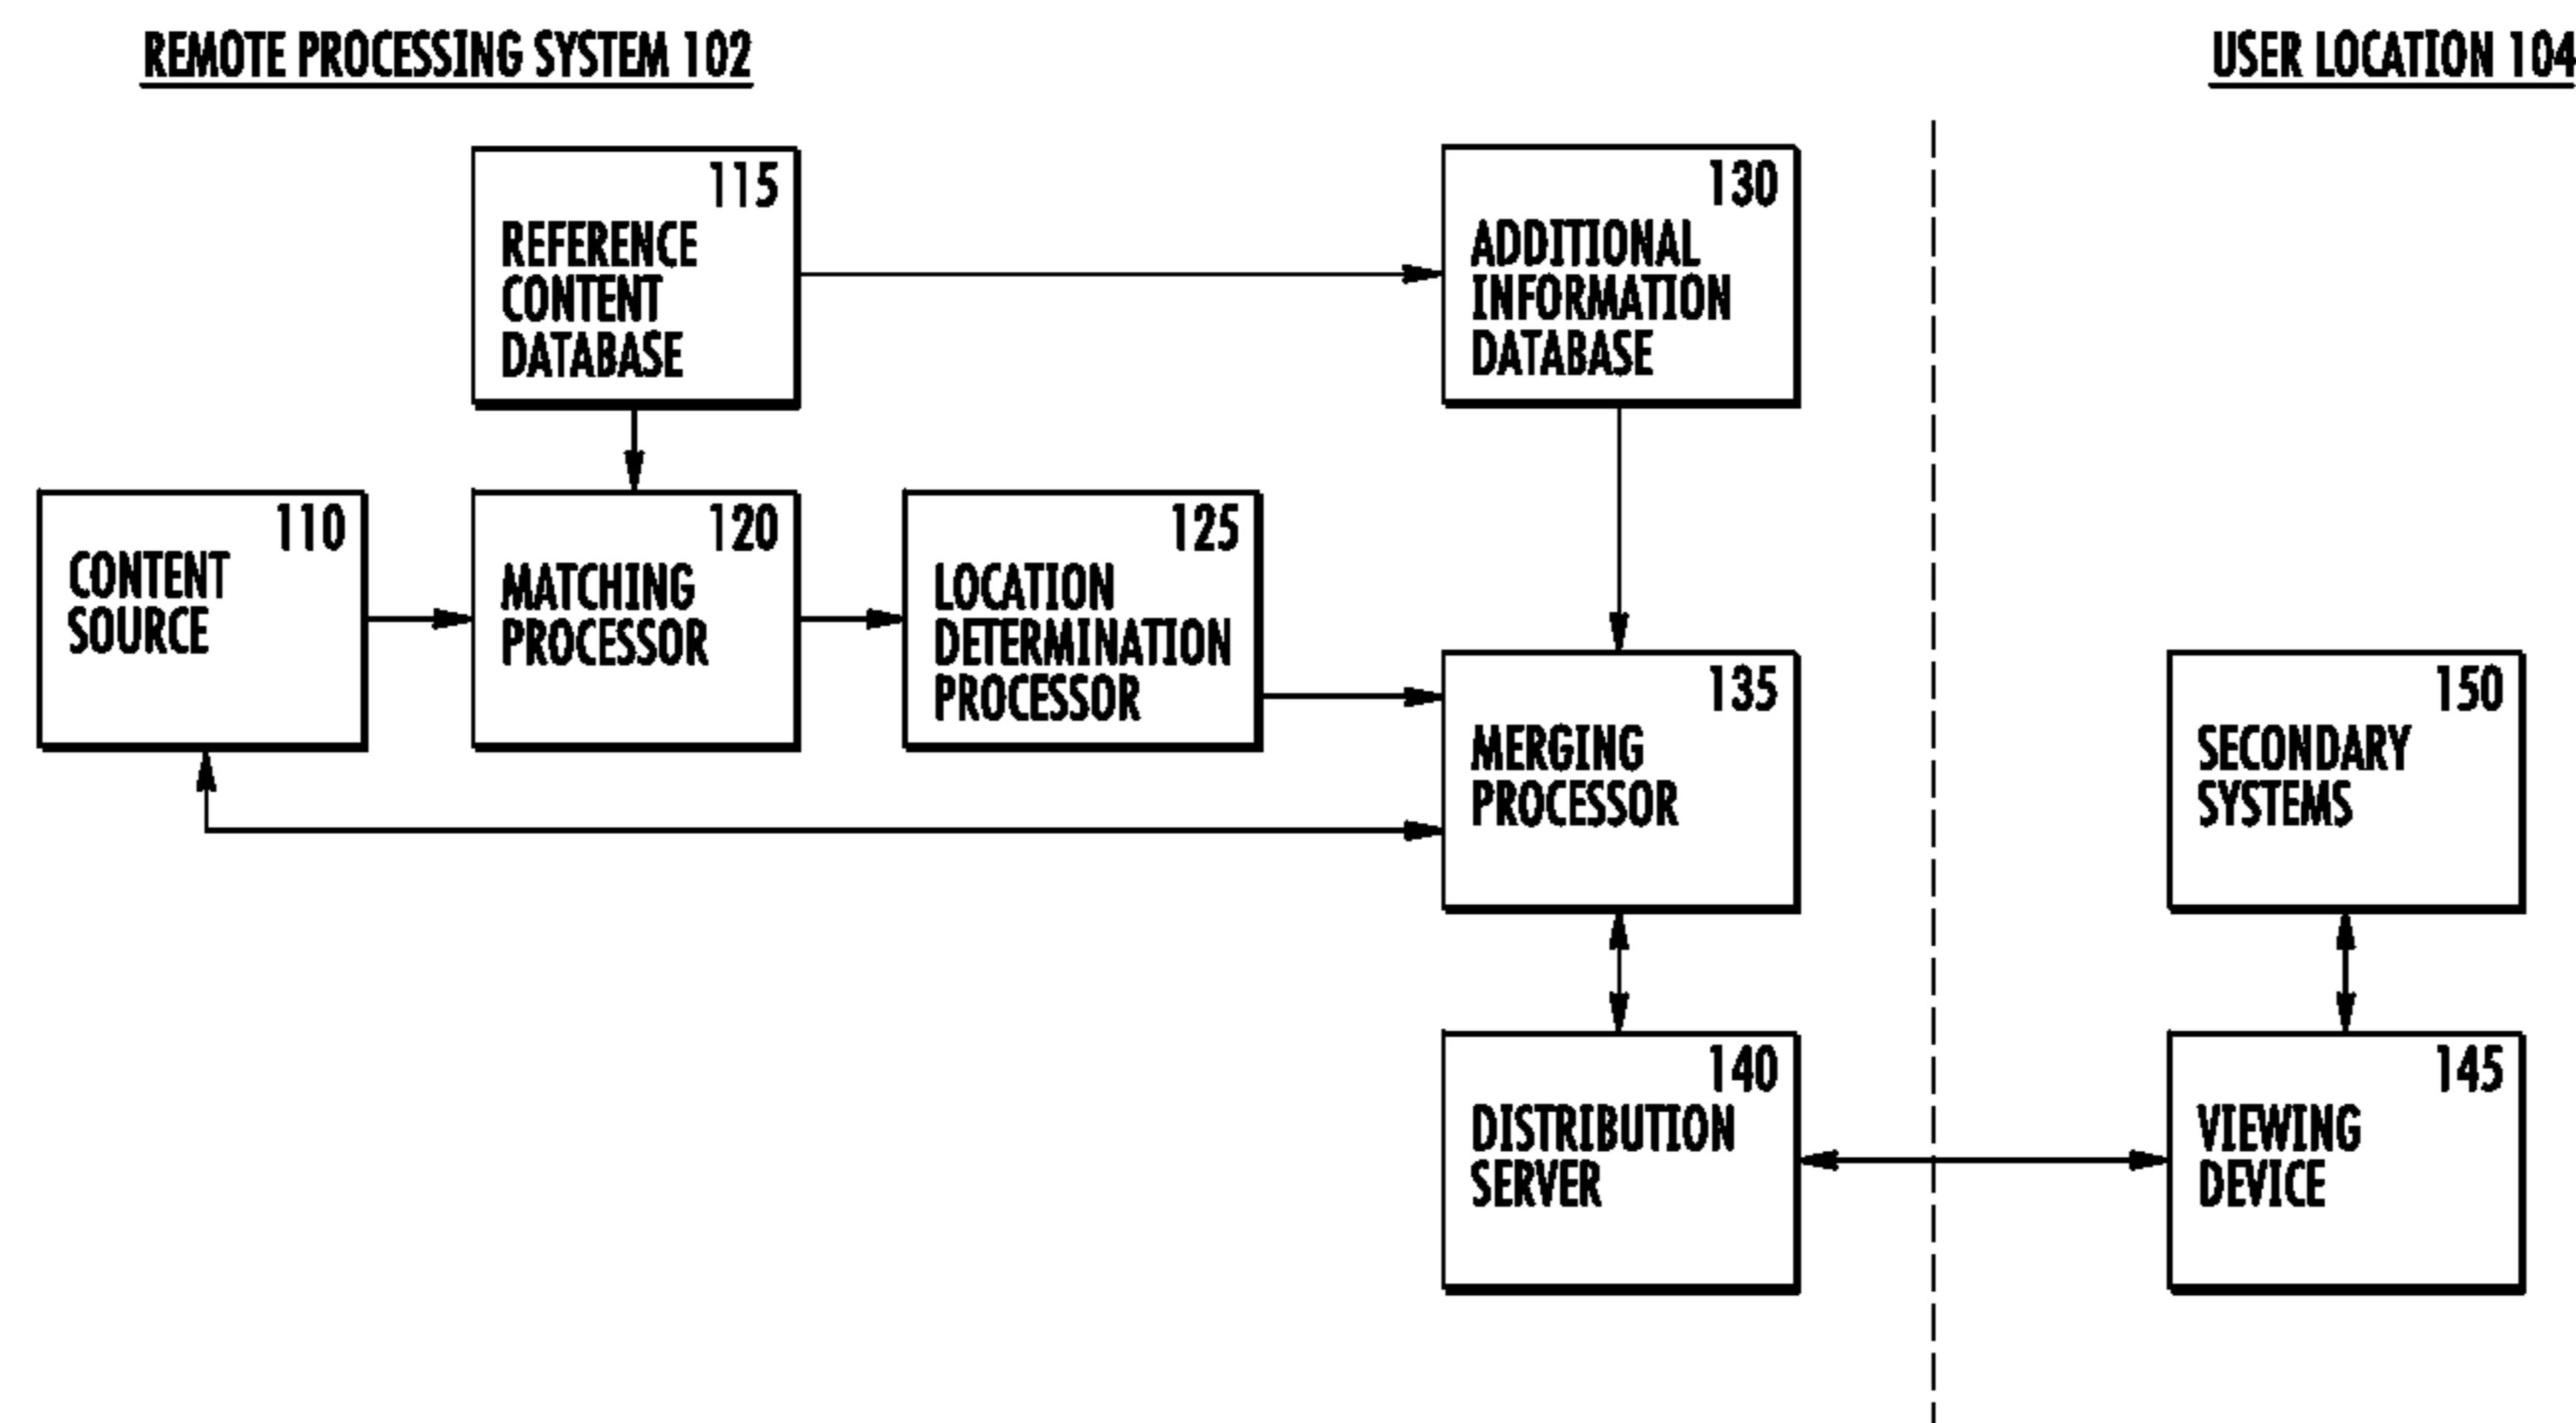 REMOTE PROCESSING SYSTEM 102
USER LOCATION 104
115
REFERENCE
CONTENT
DATABASE
130
ADDITIONAL
INFORMATION
DATABASE
110
CONTENT
SOURCE
120
MATCHING
PROCESSOR
125
LOCATION
DETERMINATION
PROCESSOR
135
MERGING
PROCESSOR
150
SECONDARY
SYSTEMS
140
DISTRIBUTION
SERVER
145
VIEWING
DEVICE